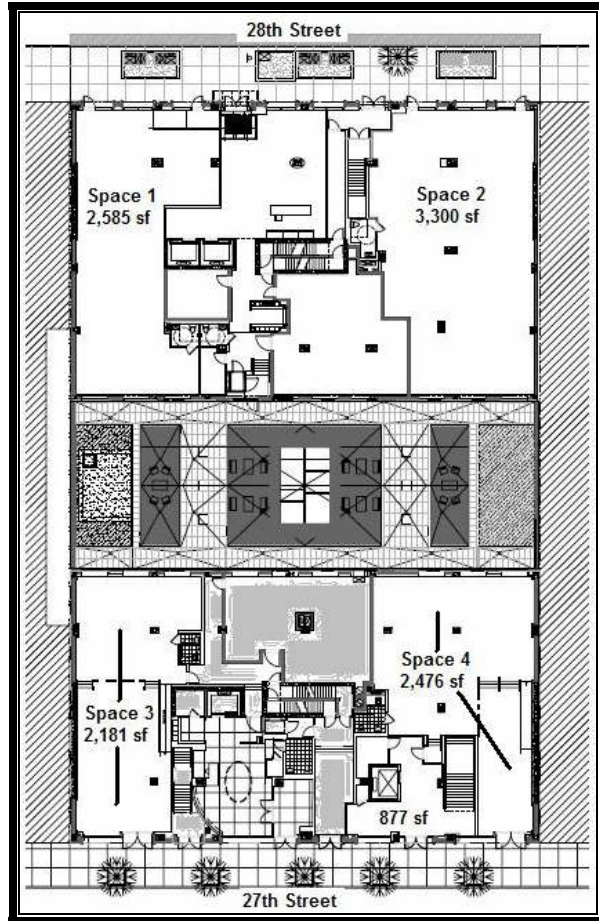 28th Street
Space 1
2,585 sf
Space 2
3,300 sf
Space 4
2,476 sf
Space 3
2,181 sf
877 sf
27th Street